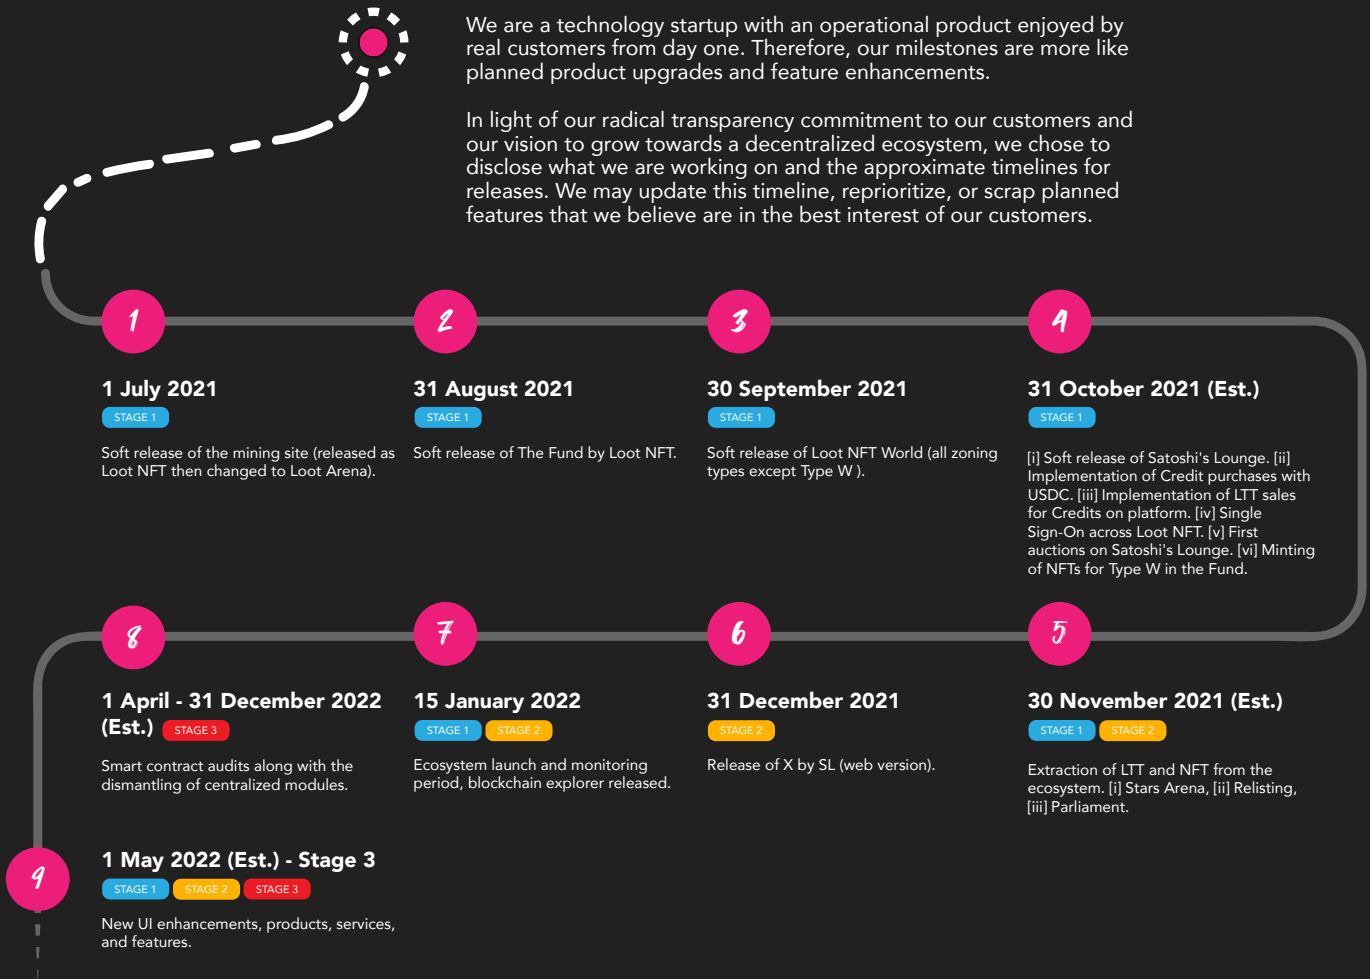 We are a technology startup with an operational product enjoyed by
real customers from day one. Therefore, our milestones are more like
planned product upgrades and feature enhancements.
In light of our radical transparency commitment to our customers and
our vision to grow towards a decentralized ecosystem, we chose to
disclose what we are working on and the approximate timelines for
releases. We may update this timeline, reprioritize, or scrap planned
features that we believe are in the best interest of our customers.
1
1 July 2021
STAGE 1
Soft release of the mining site (released as
Loot NFT then changed to Loot Arena).
2
31 August 2021
STAGE 1
Soft release of The Fund by Loot NFT.
3
30 September 2021
STAGE 1
Soft release of Loot NFT World (all zoning
types except Type W ).
4
31 October 2021 (Est.)
STAGE 1
[i] Soft release of Satoshi's Lounge. [ii]
Implementation of Credit purchases with
USDC. [iii] Implementation of LTT sales
for Credits on platform. [iv] Single
Sign-On across Loot NFT. [v] First
auctions on Satoshi's Lounge. [vi] Minting
of NFTs for Type W in the Fund.
5
30 November 2021 (Est.)
STAGE 1 STAGE 2
Extraction of LTT and NFT from the
ecosystem. [i] Stars Arena, [ii] Relisting,
[iii] Parliament.
6
31 December 2021
STAGE 2
Release of X by SL (web version).
7
15 January 2022
STAGE 1 STAGE 2
Ecosystem launch and monitoring
period, blockchain explorer released.
8
1 April - 31 December 2022
(Est.) STAGE 3
Smart contract audits along with the
dismantling of centralized modules.
9
1 May 2022 (Est.) - Stage 3
STAGE 1 STAGE 2 STAGE 3
New UI enhancements, products, services,
and features.